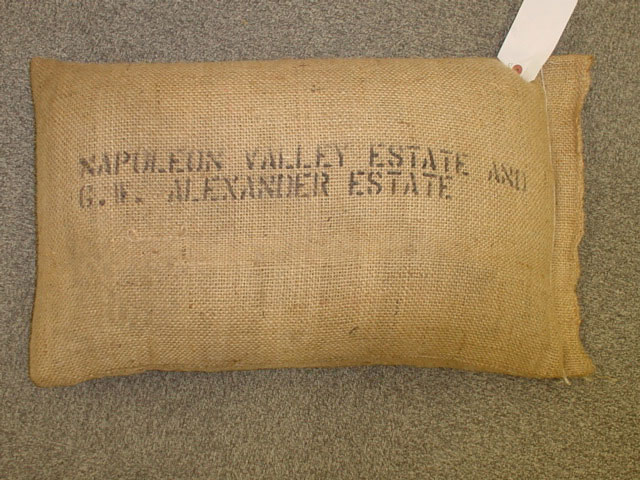 NAPOLEON VALLEY ESTATE AND
G.W. ALEXANDER ESTATE